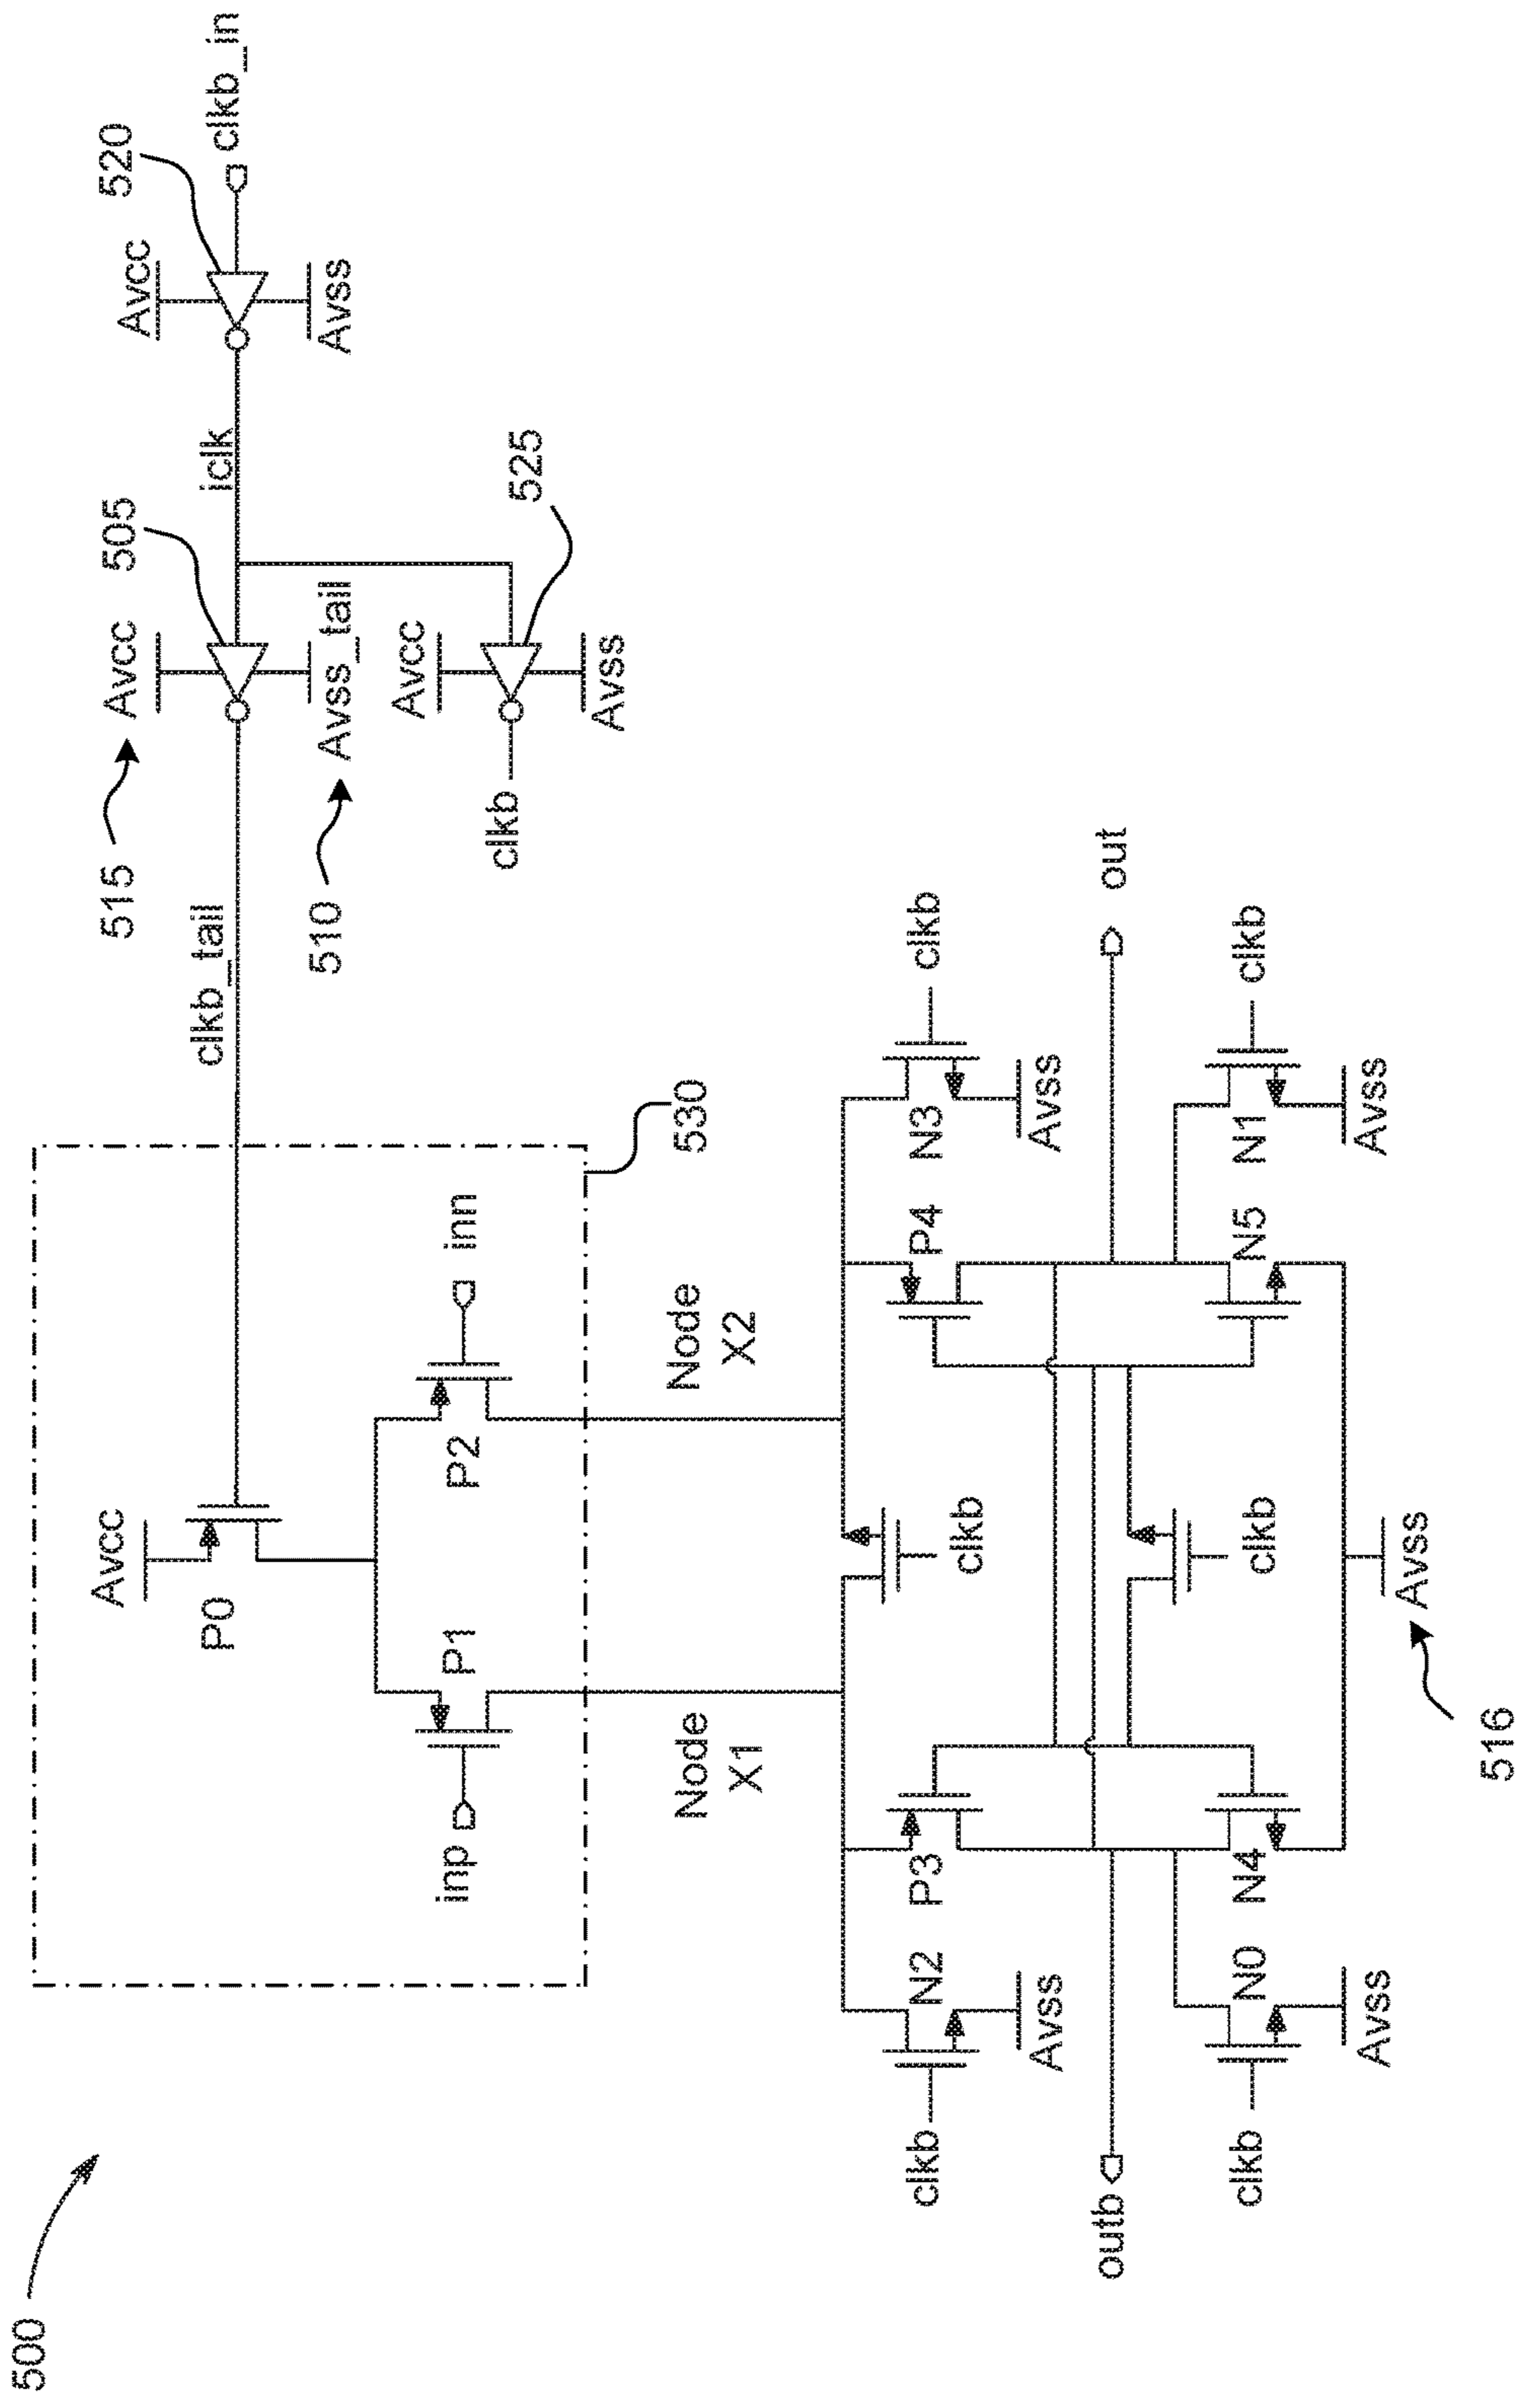 500
Avcc
P0
clkb_tail
515
Avcc
505
iclk
Avcc
520
clkb_in
Avss
510
Avss_tail
Avcc
525
clkb
Avss
inp
P1
P2
inn
530
Node
X1
Node
X2
clkb
N2
Avss
P3
clkb
P4
N3
clkb
Avss
outb
out
clkb
N0
Avss
N4
clkb
N5
N1
clkb
Avss
516
Avss